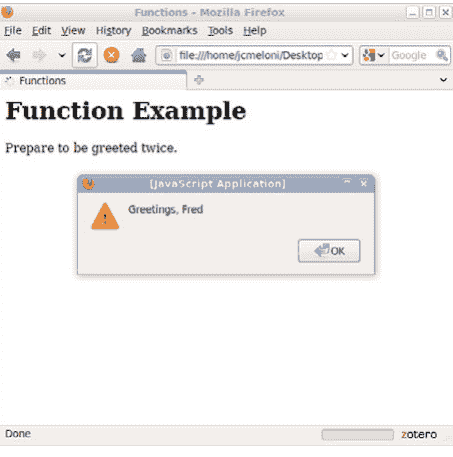 Functions - Mozilla Firefox
File Edit View History Bookmarks Tools Help
file:///home/jcmeloni/Desktop Google
Functions
Function Example
Prepare to be greeted twice.
[JavaScript Application]
Greetings, Fred
OK
Done zotero